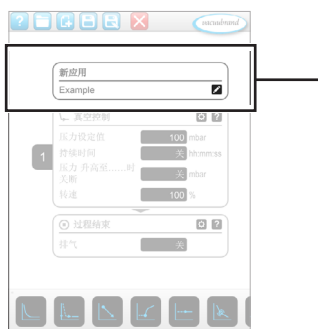 vacuubrand
新应用
Example
真空控制
压力设定值 100 mbar
持续时间 关 hh:mm:ss
压力 升高至……时
关断 关 mbar
转速 100 %
1
过程结束
排气 关